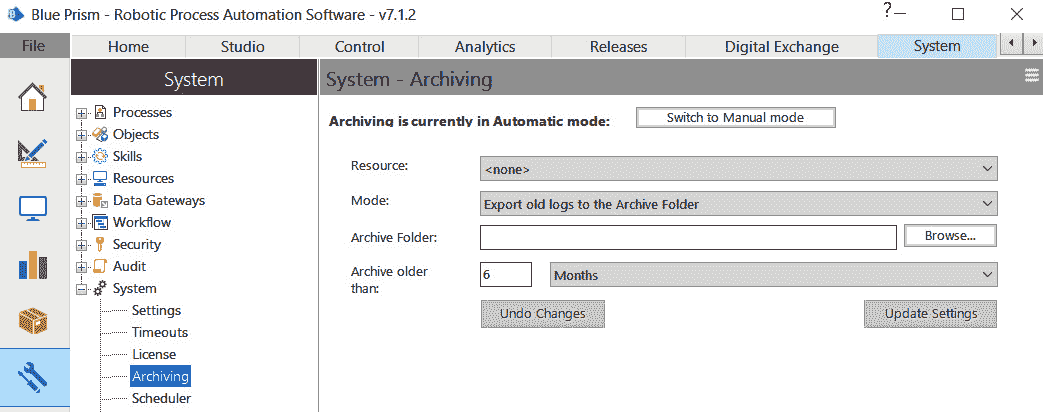 Blue Prism - Robotic Process Automation Software - v7.1.2
?
File Home Studio Control Analytics Releases Digital Exchange System
System
System - Archiving
Processes
Objects
Skills
Resources
Data Gateways
Workflow
Security
Audit
System
Settings
Timeouts
License
Archiving
Scheduler
Archiving is currently in Automatic mode: Switch to Manual mode
Resource: <none>
Mode: Export old logs to the Archive Folder
Archive Folder: Browse...
Archive older than: 6 Months
Undo Changes Update Settings